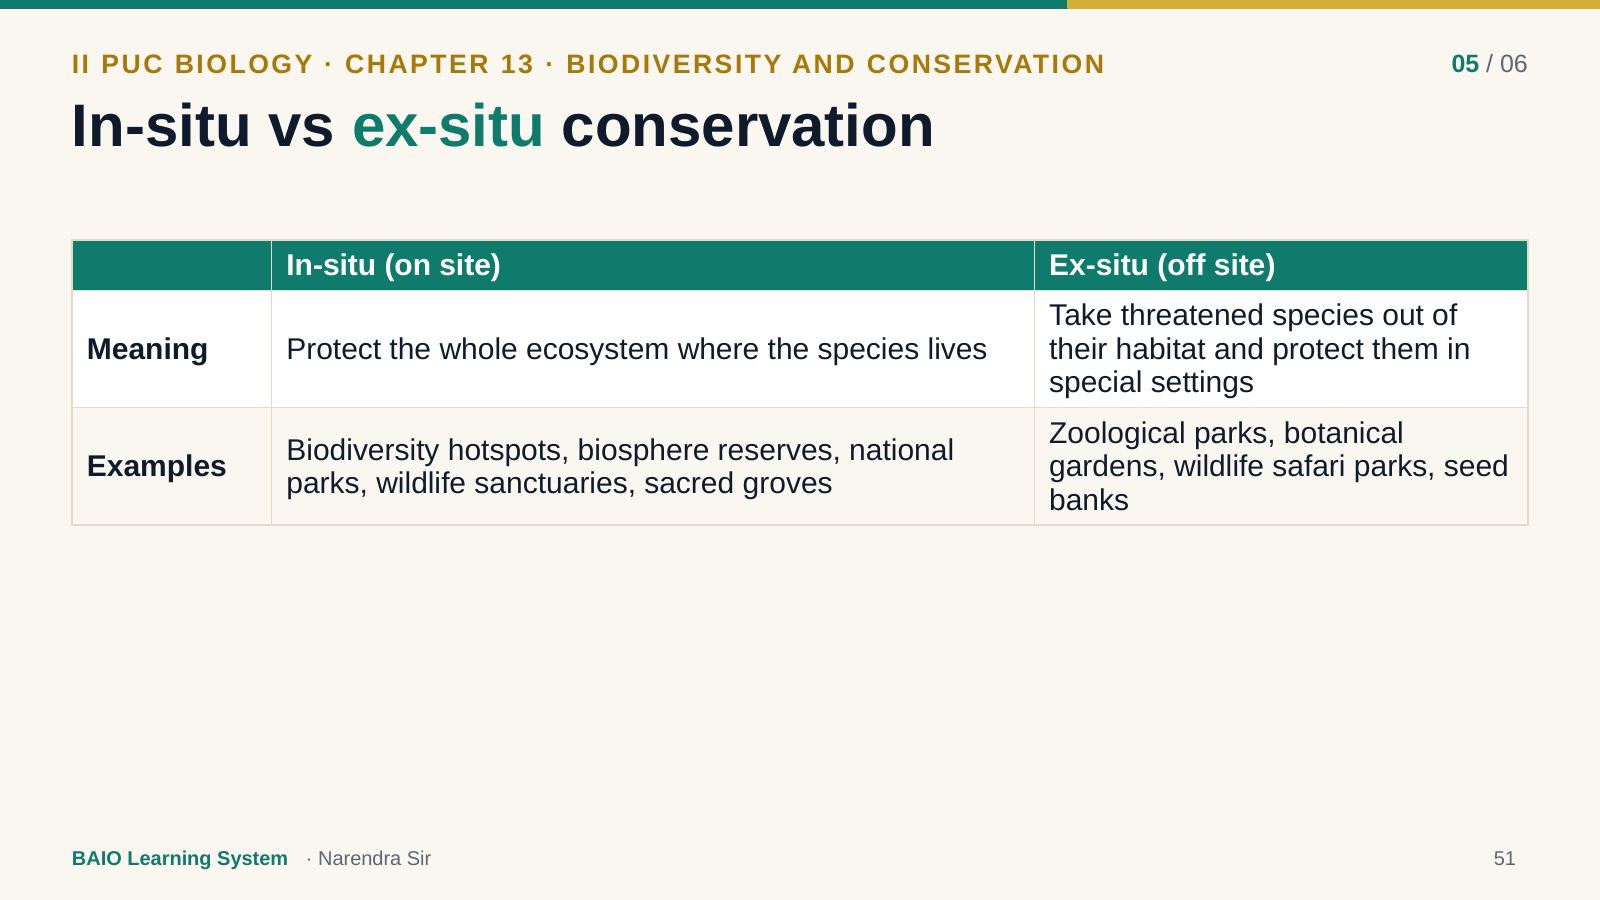 II PUC BIOLOGY · CHAPTER 13 · BIODIVERSITY AND CONSERVATION
05 / 06
In-situ vs ex-situ conservation
In-situ (on site)
Ex-situ (off site)
Meaning
Protect the whole ecosystem where the species lives
Take threatened species out of
their habitat and protect them in
special settings
Examples
Biodiversity hotspots, biosphere reserves, national
parks, wildlife sanctuaries, sacred groves
Zoological parks, botanical
gardens, wildlife safari parks, seed
banks
BAIO Learning System · Narendra Sir
51